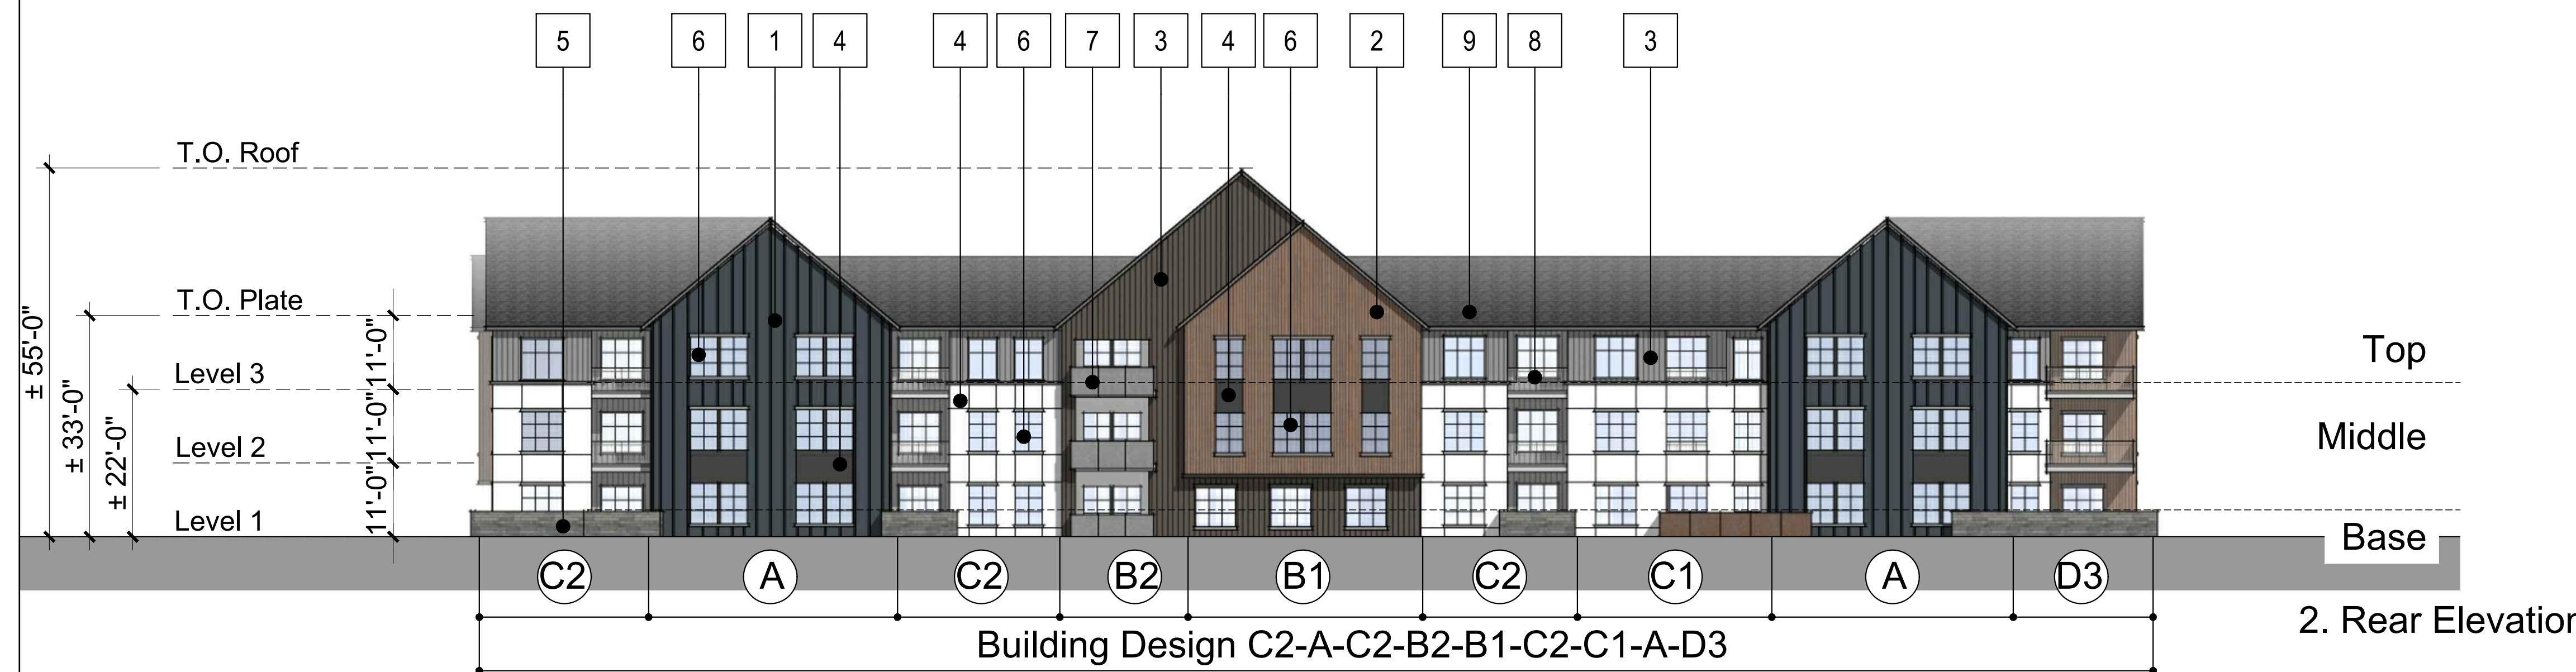 5 6 1 4 4 6 7 3 4 6 2 9 8 3
T.O. Roof
T.O. Plate
Level 3
Level 2
Level 1
± 55'-0"
± 33'-0"
± 22'-0"
11'-0"
11'-0"
11'-0"
Top
Middle
Base
C2 A C2 B2 B1 C2 C1 A D3
2. Rear Elevation
Building Design C2-A-C2-B2-B1-C2-C1-A-D3